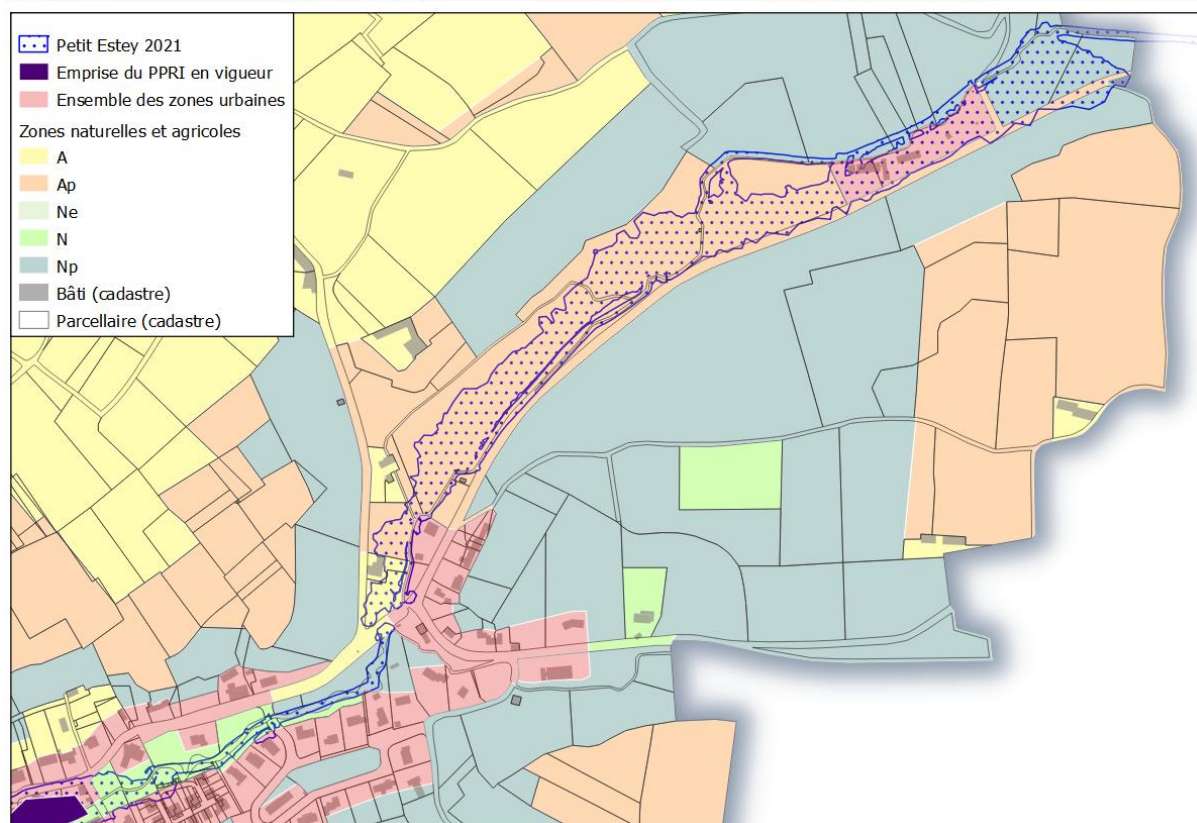 Petit Estey 2021
Emprise du PPRI en vigueur
Ensemble des zones urbaines
Zones naturelles et agricoles
A
Ap
Ne
N
Np
Bâti (cadastre)
Parcellaire (cadastre)